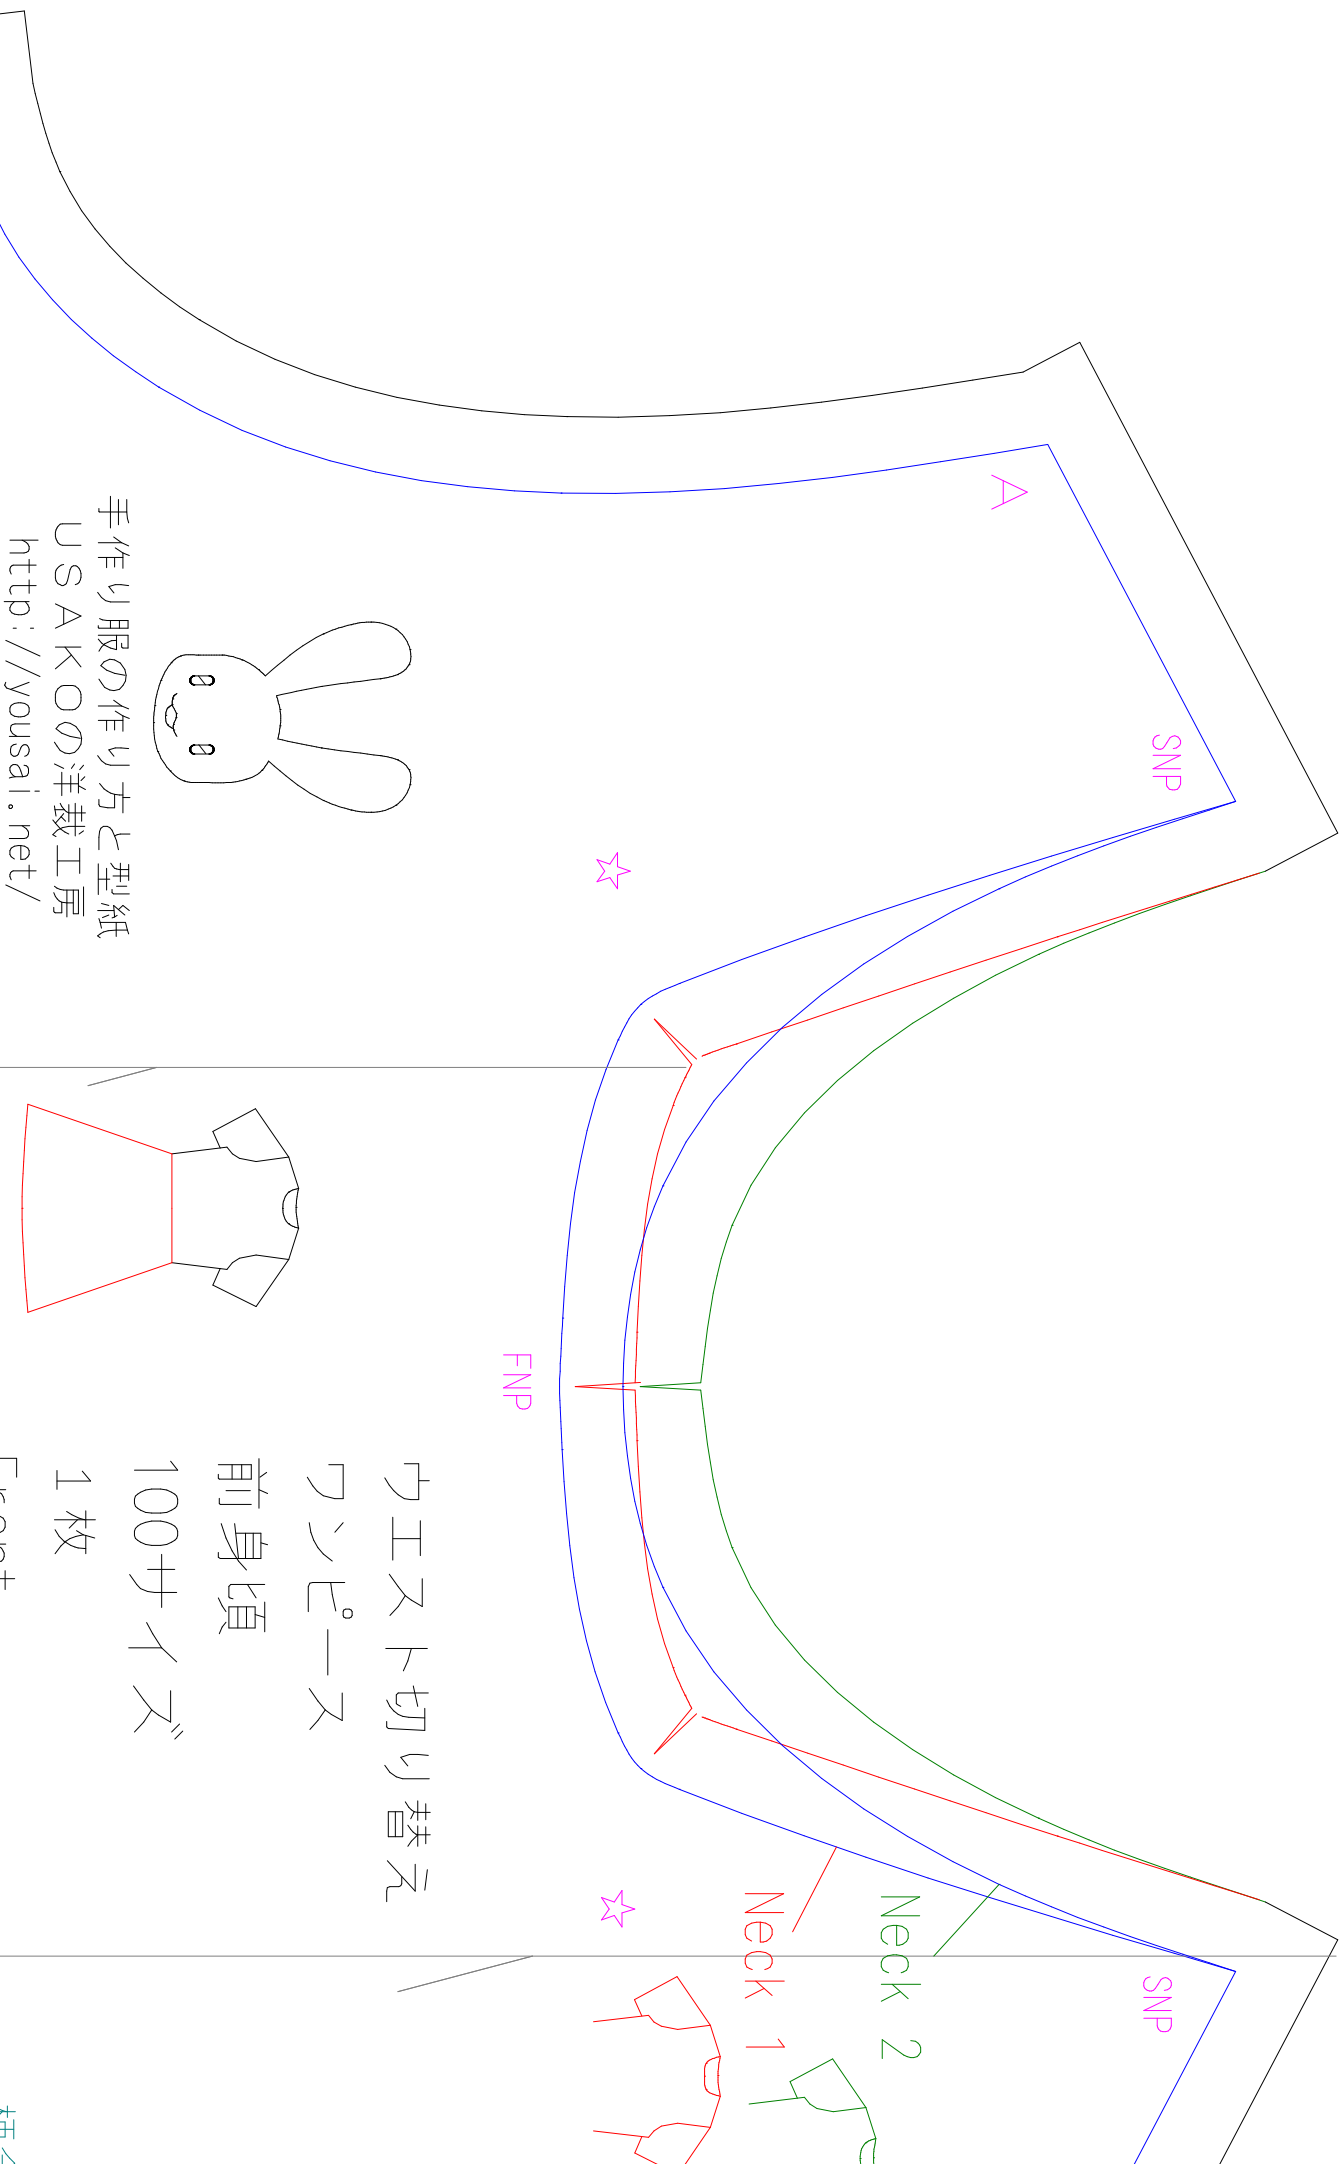 A
SNP
☆
手作り服の作り方と型紙
USAKOの洋裁工房
http://yousai.net/
FNP
ウエスト切り替え
ワンピース
前身頃
100サイズ
1枚
Front
☆
Neck 2
Neck 1
SNP